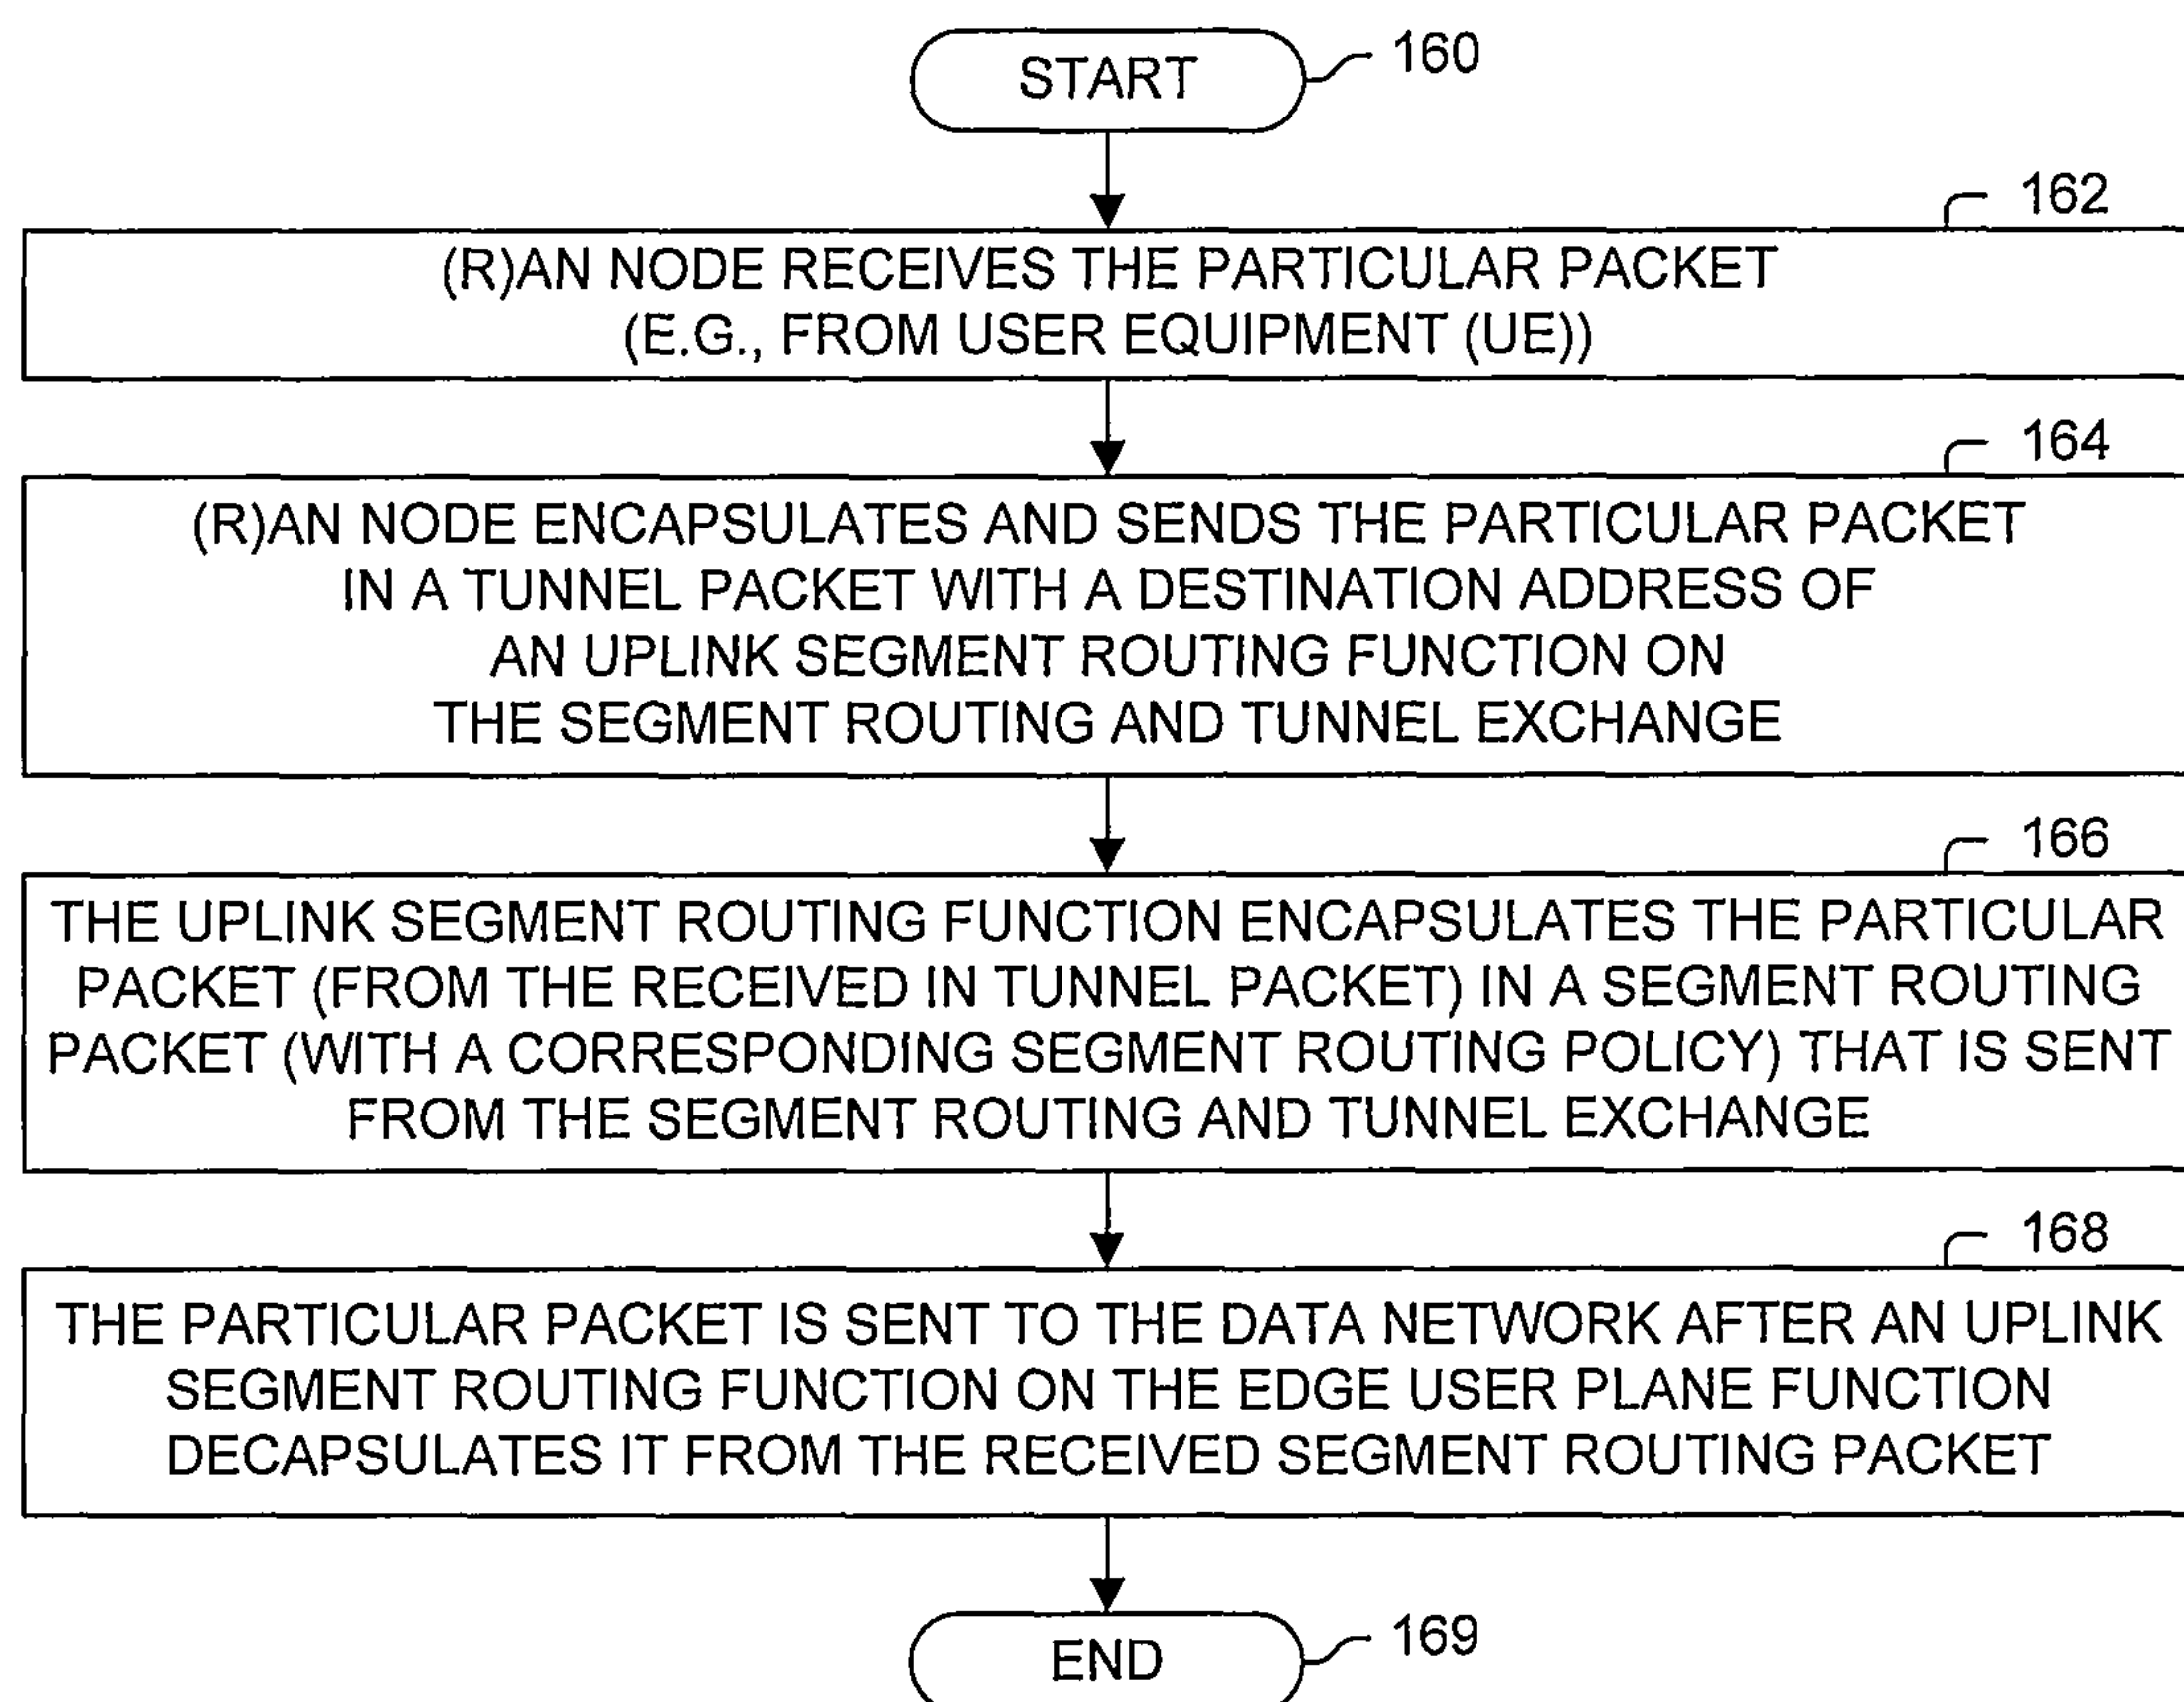 START
160
162
(R)AN NODE RECEIVES THE PARTICULAR PACKET
(E.G., FROM USER EQUIPMENT (UE))
164
(R)AN NODE ENCAPSULATES AND SENDS THE PARTICULAR PACKET
IN A TUNNEL PACKET WITH A DESTINATION ADDRESS OF
AN UPLINK SEGMENT ROUTING FUNCTION ON
THE SEGMENT ROUTING AND TUNNEL EXCHANGE
166
THE UPLINK SEGMENT ROUTING FUNCTION ENCAPSULATES THE PARTICULAR
PACKET (FROM THE RECEIVED IN TUNNEL PACKET) IN A SEGMENT ROUTING
PACKET (WITH A CORRESPONDING SEGMENT ROUTING POLICY) THAT IS SENT
FROM THE SEGMENT ROUTING AND TUNNEL EXCHANGE
168
THE PARTICULAR PACKET IS SENT TO THE DATA NETWORK AFTER AN UPLINK
SEGMENT ROUTING FUNCTION ON THE EDGE USER PLANE FUNCTION
DECAPSULATES IT FROM THE RECEIVED SEGMENT ROUTING PACKET
END
169